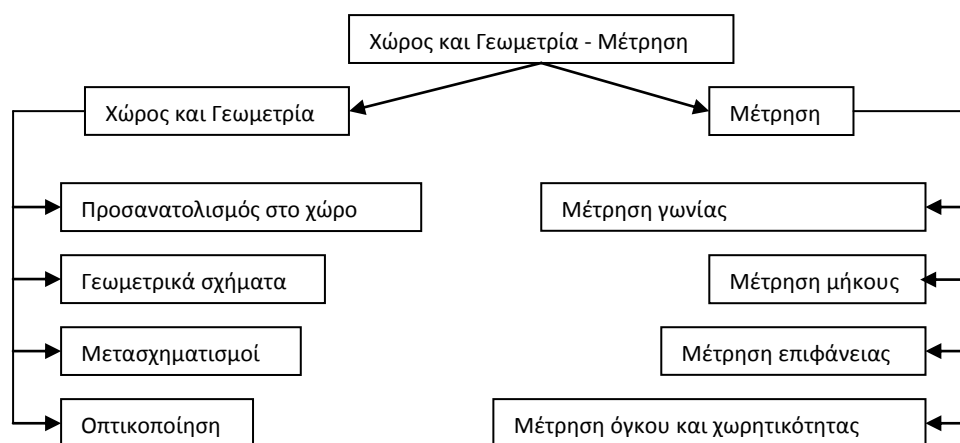 Χώρος και Γεωμετρία - Μέτρηση
Χώρος και Γεωμετρία
Μέτρηση
Προσανατολισμός στο χώρο
Μέτρηση γωνίας
Γεωμετρικά σχήματα
Μέτρηση μήκους
Μετασχηματισμοί
Μέτρηση επιφάνειας
Οπτικοποίηση
Μέτρηση όγκου και χωρητικότητας